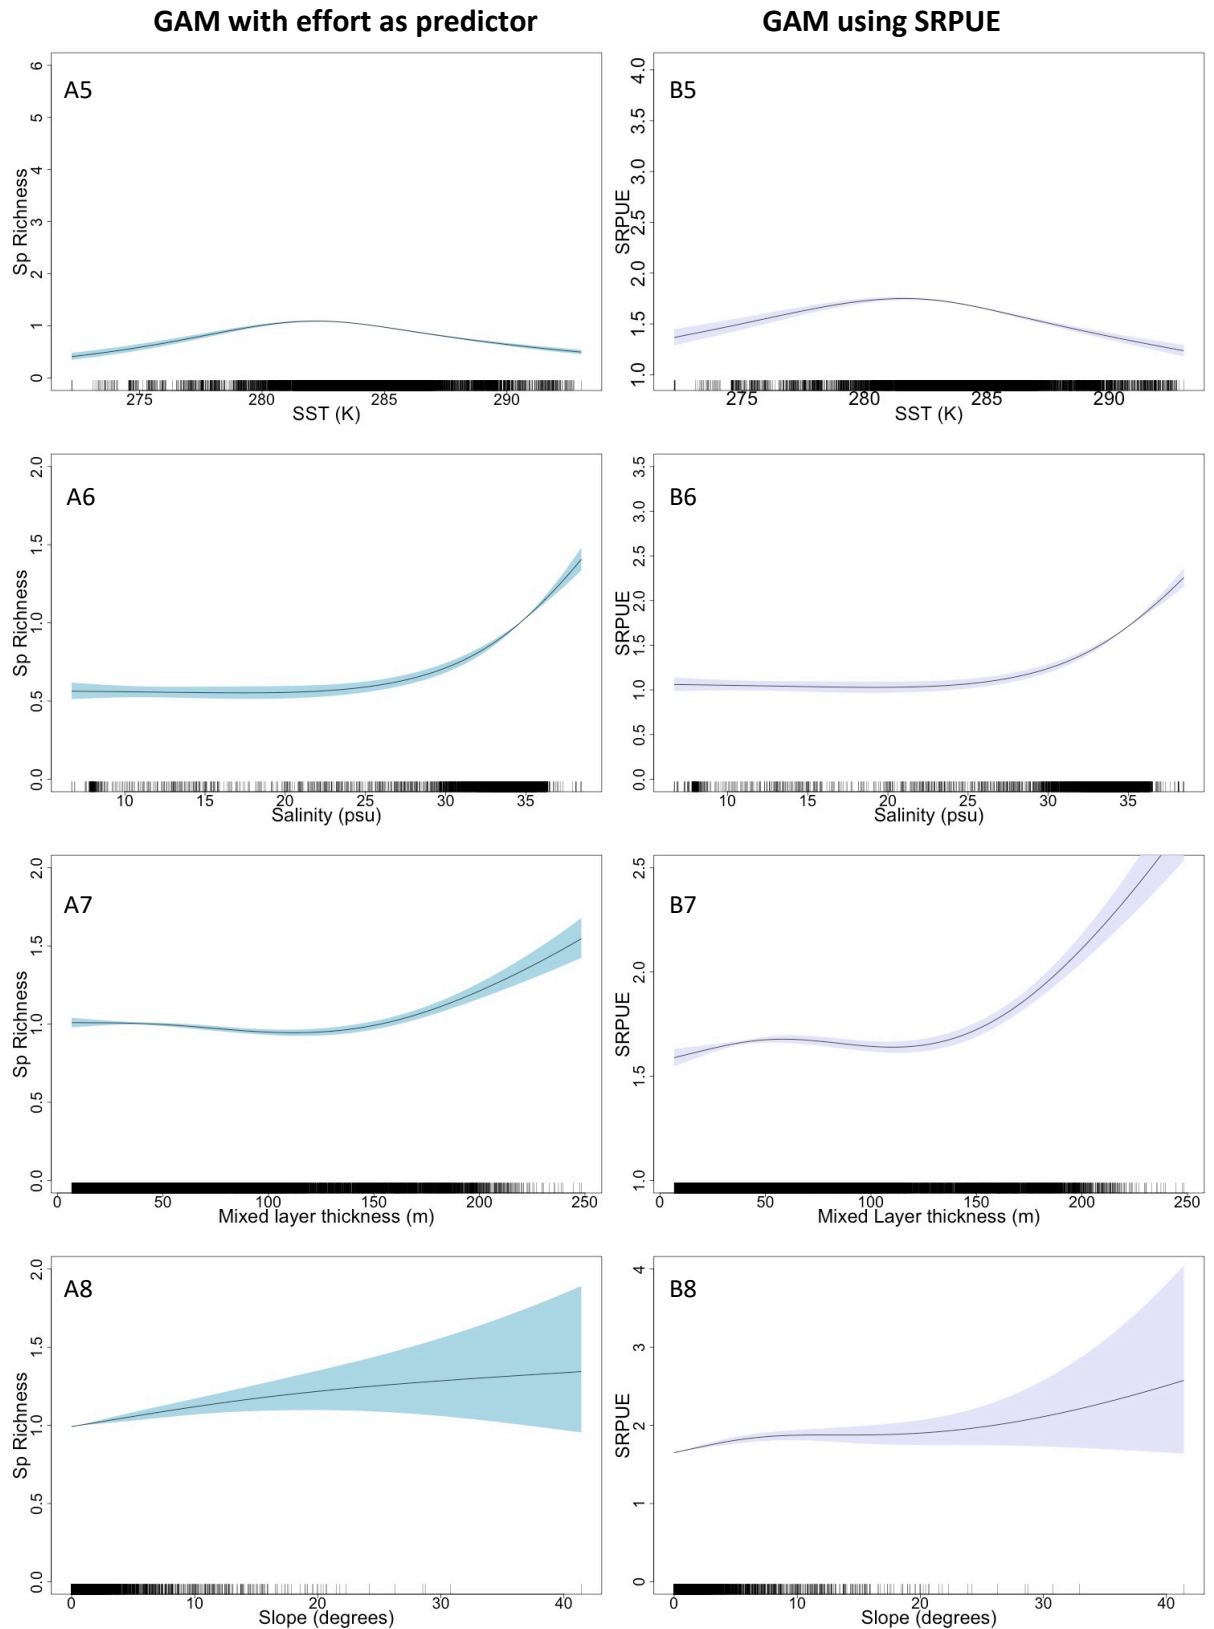 GAM with effort as predictor
GAM using SRPUE
A5
Sp Richness
0 1 2 3 4 5 6
275 280 285 290
SST (K)
B5
SRPUE
1.0 1.5 2.0 2.5 3.0 3.5 4.0
275 280 285 290
SST (K)
A6
Sp Richness
0.0 0.5 1.0 1.5 2.0
10 15 20 25 30 35
Salinity (psu)
B6
SRPUE
0.0 0.5 1.0 1.5 2.0 2.5 3.0 3.5
10 15 20 25 30 35
Salinity (psu)
A7
Sp Richness
0.0 0.5 1.0 1.5 2.0
0 50 100 150 200 250
Mixed layer thickness (m)
B7
SRPUE
1.0 1.5 2.0 2.5
0 50 100 150 200 250
Mixed Layer thickness (m)
A8
Sp Richness
0.0 0.5 1.0 1.5 2.0
0 10 20 30 40
Slope (degrees)
B8
SRPUE
0 1 2 3 4
0 10 20 30 40
Slope (degrees)